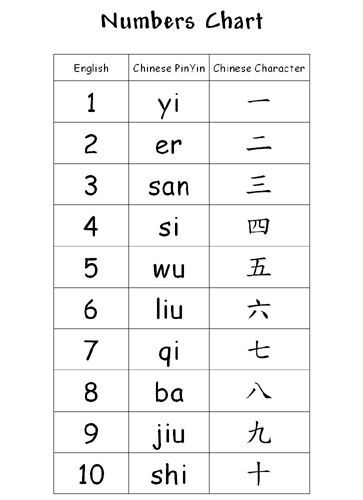 Numbers Chart
English Chinese PinYin Chinese Character
1 yi 一
2 er 二
3 san 三
4 si 四
5 wu 五
6 liu 六
7 qi 七
8 ba 八
9 jiu 九
10 shi 十